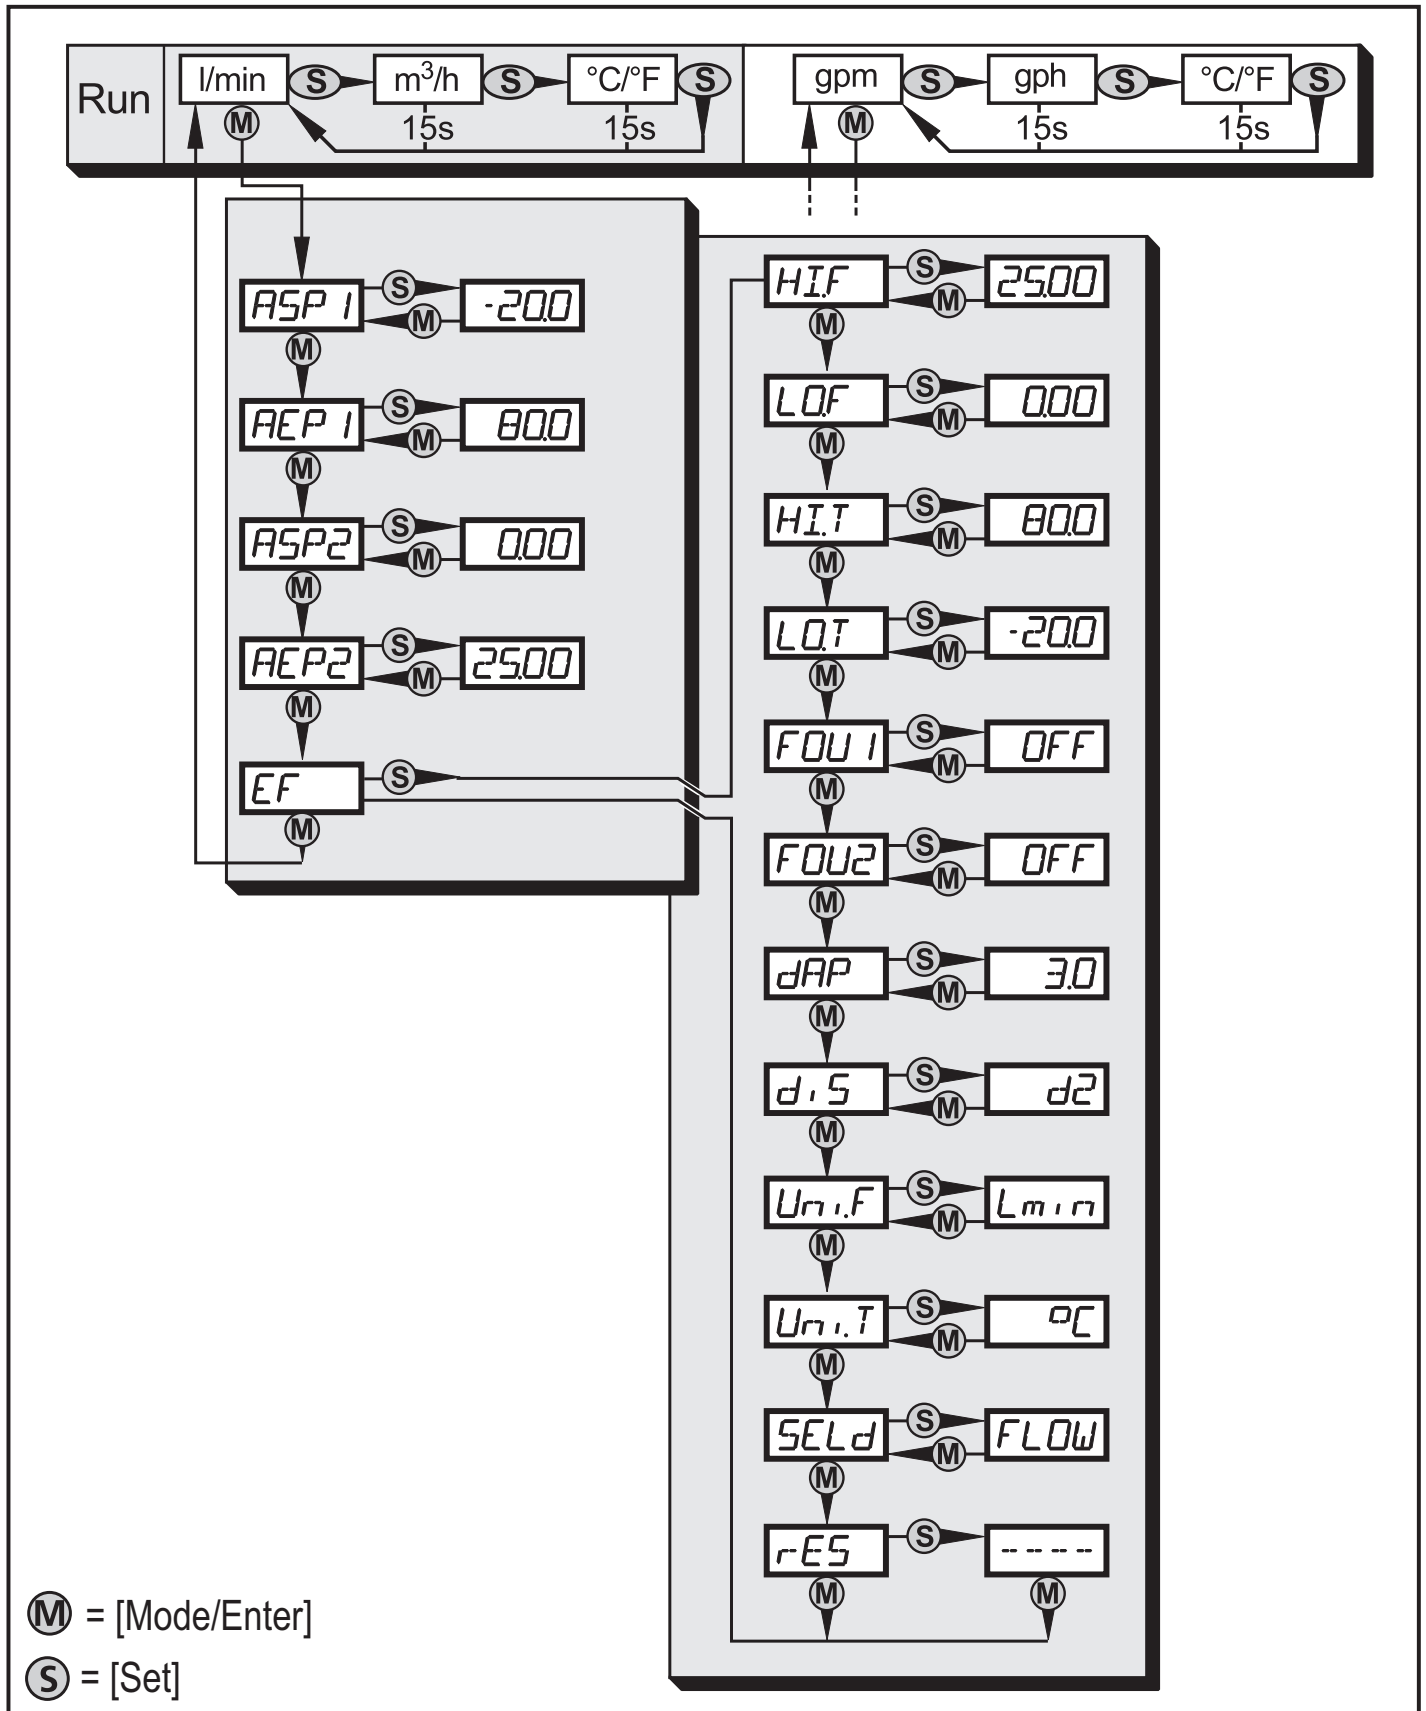 Run l/min S m³/h S °C/°F S gpm S gph S °C/°F S
M 15s 15s M 15s 15s
ASP1 S -20.0
M
M
AEP1 S 80.0
M
M
ASP2 S 0.00
M
M
AEP2 S 25.00
M
M
EF S
M
HI.F S 25.00
M
M
LO.F S 0.00
M
M
HI.T S 80.0
M
M
LO.T S -20.0
M
M
FOU1 S OFF
M
M
FOU2 S OFF
M
M
dAP S 3.0
M
M
diS S d2
M
M
Uni.F S Lmin
M
M
Uni.T S °C
M
M
SELd S FLOW
M
M
rES S ----
M M
M = [Mode/Enter]
S = [Set]